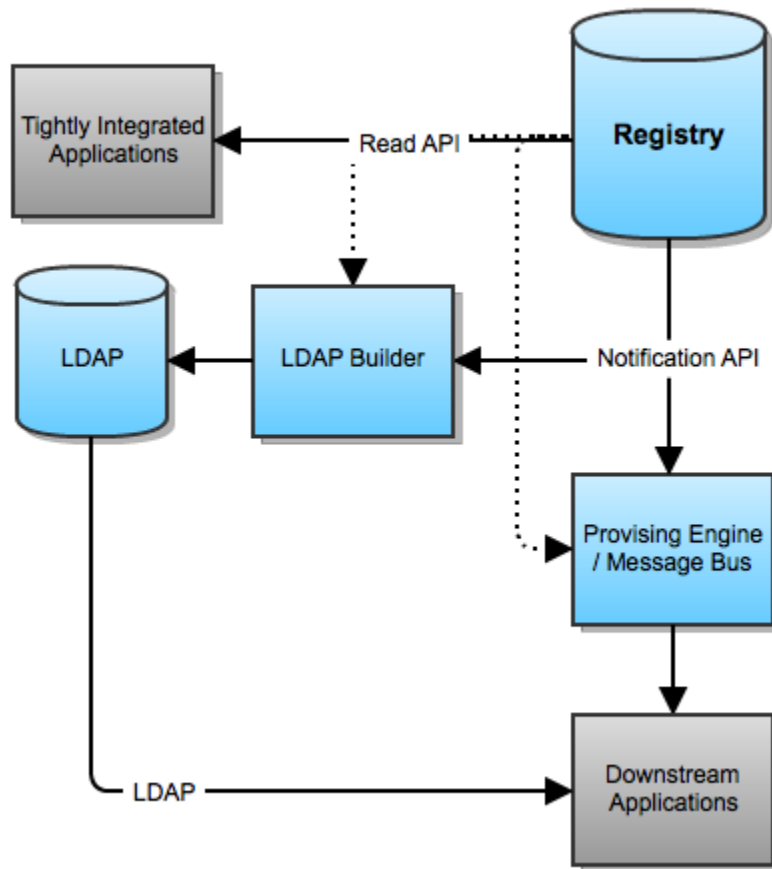 Registry
Tightly Integrated
Applications
Read API
LDAP
LDAP Builder
Notification API
Provising Engine
/ Message Bus
Downstream
Applications
LDAP